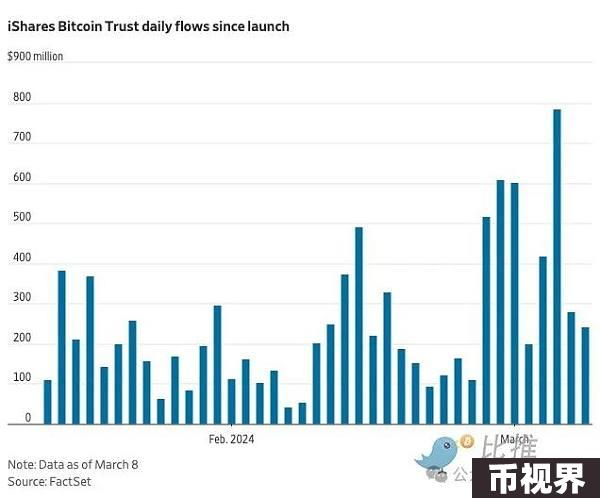 iShares Bitcoin Trust daily flows since launch
$900 million
800
700
600
500
400
300
200
100
0
Feb. 2024
March
比推
Note: Data as of March 8
Source: FactSet
币视界